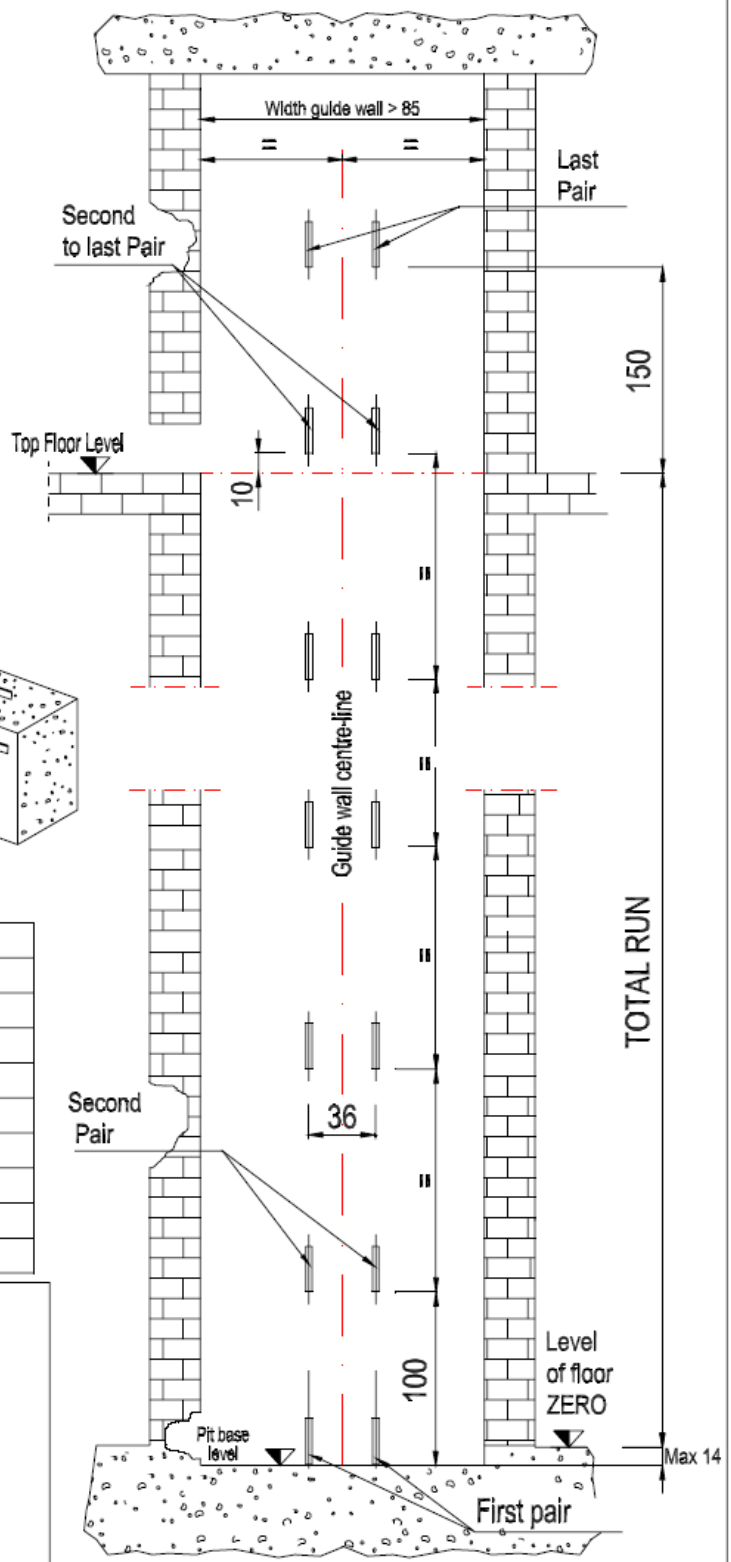 Width guide wall > 85
=
=
Last
Pair
Second
to last Pair
150
Top Floor Level
10
=
Guide wall centre-line
=
=
TOTAL RUN
Second
Pair
36
=
100
Level
of floor
ZERO
Pit base
level
Max 14
First pair